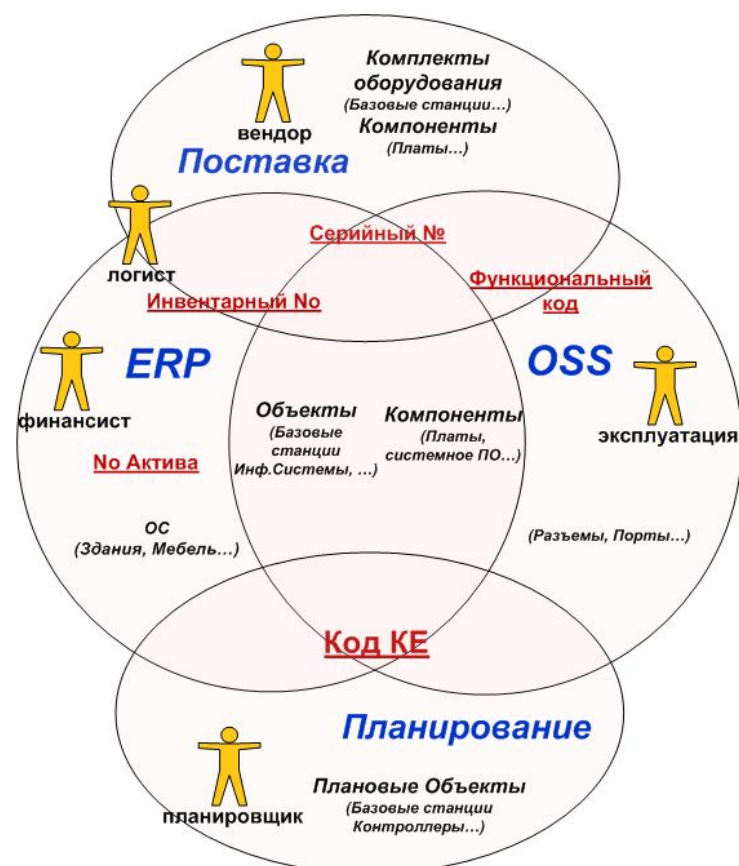 Комплекты
оборудования
(Базовые станции…)
Компоненты
(Платы…)
вендор
Поставка
Серийный №
логист
Функциональный
код
Инвентарный No
ERP
OSS
финансист
эксплуатация
Объекты
(Базовые
станции
Инф.Системы, …)
Компоненты
(Платы,
системное ПО…)
No Актива
ОС
(Здания, Мебель…)
(Разъемы, Порты…)
Код КЕ
Планирование
планировщик
Плановые Объекты
(Базовые станции
Контроллеры…)